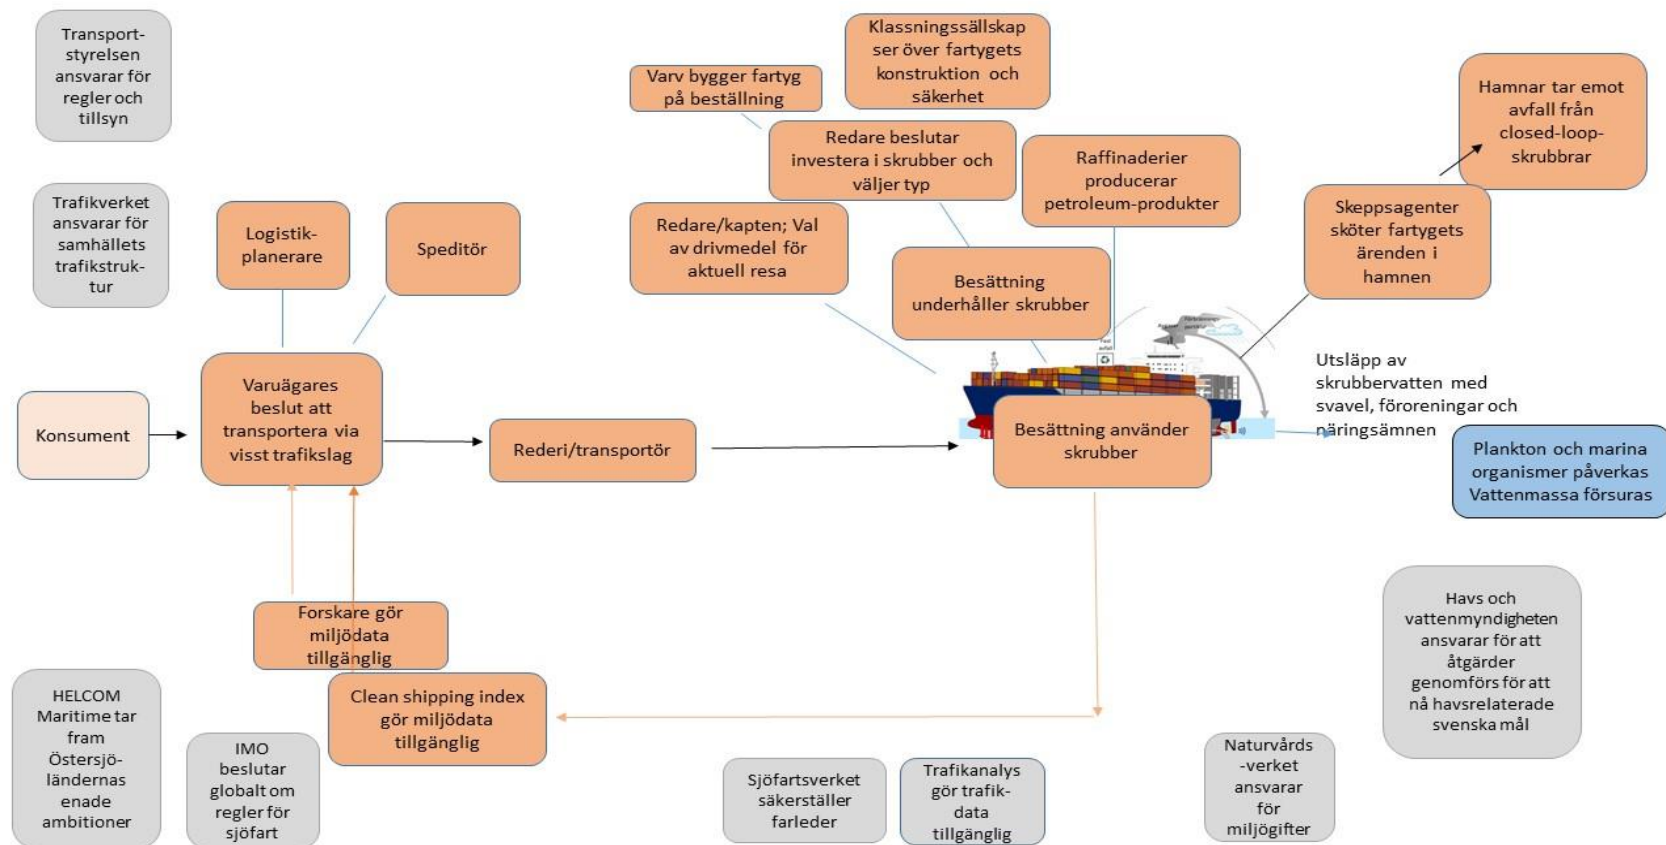 Transport-
styrelsen
ansvarar för
regler och
tillsyn
Trafikverket
ansvarar för
samhällets
trafikstruk-
tur
Logistik-
planerare
Speditör
Varv bygger fartyg
på beställning
Klassningssällskap
ser över fartygets
konstruktion och
säkerhet
Redare beslutar
investera i skrubber och
väljer typ
Raffinaderier
producerar
petroleum-produkter
Redare/kapten; Val
av drivmedel för
aktuell resa
Besättning
underhåller skrubber
Hamnar tar emot
avfall från
closed-loop-
skrubbrar
Skeppsagenter
sköter fartygets
ärenden i
hamnen
Konsument
Varuägares
beslut att
transportera via
visst trafikslag
Rederi/transportör
avfall
Besättning använder
skrubber
Utsläpp av
skrubbervatten med
svavel, föroreningar och
näringsämnen
Plankton och marina
organismer påverkas
Vattenmassa försuras
Forskare gör
miljödata
tillgänglig
Clean shipping index
gör miljödata
tillgänglig
HELCOM
Maritime tar
fram
Östersjö-
ländernas
enade
ambitioner
IMO
beslutar
globalt om
regler för
sjöfart
Sjöfartsverket
säkerställer
farleder
Trafikanalys
gör trafik-
data
tillgänglig
Naturvårds
-verket
ansvarar
för
miljögifter
Havs och
vattenmyndigheten
ansvarar för att
åtgärder
genomförs för att
nå havsrelaterade
svenska mål